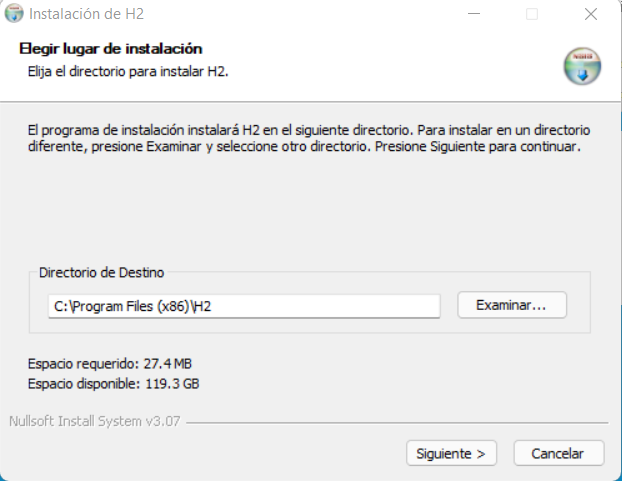 Instalación de H2
Elegir lugar de instalación
Elija el directorio para instalar H2.
El programa de instalación instalará H2 en el siguiente directorio. Para instalar en un directorio
diferente, presione Examinar y seleccione otro directorio. Presione Siguiente para continuar.
Directorio de Destino
C:\Program Files (x86)\H2
Examinar...
Espacio requerido: 27.4 MB
Espacio disponible: 119.3 GB
Nullsoft Install System v3.07
Siguiente >
Cancelar